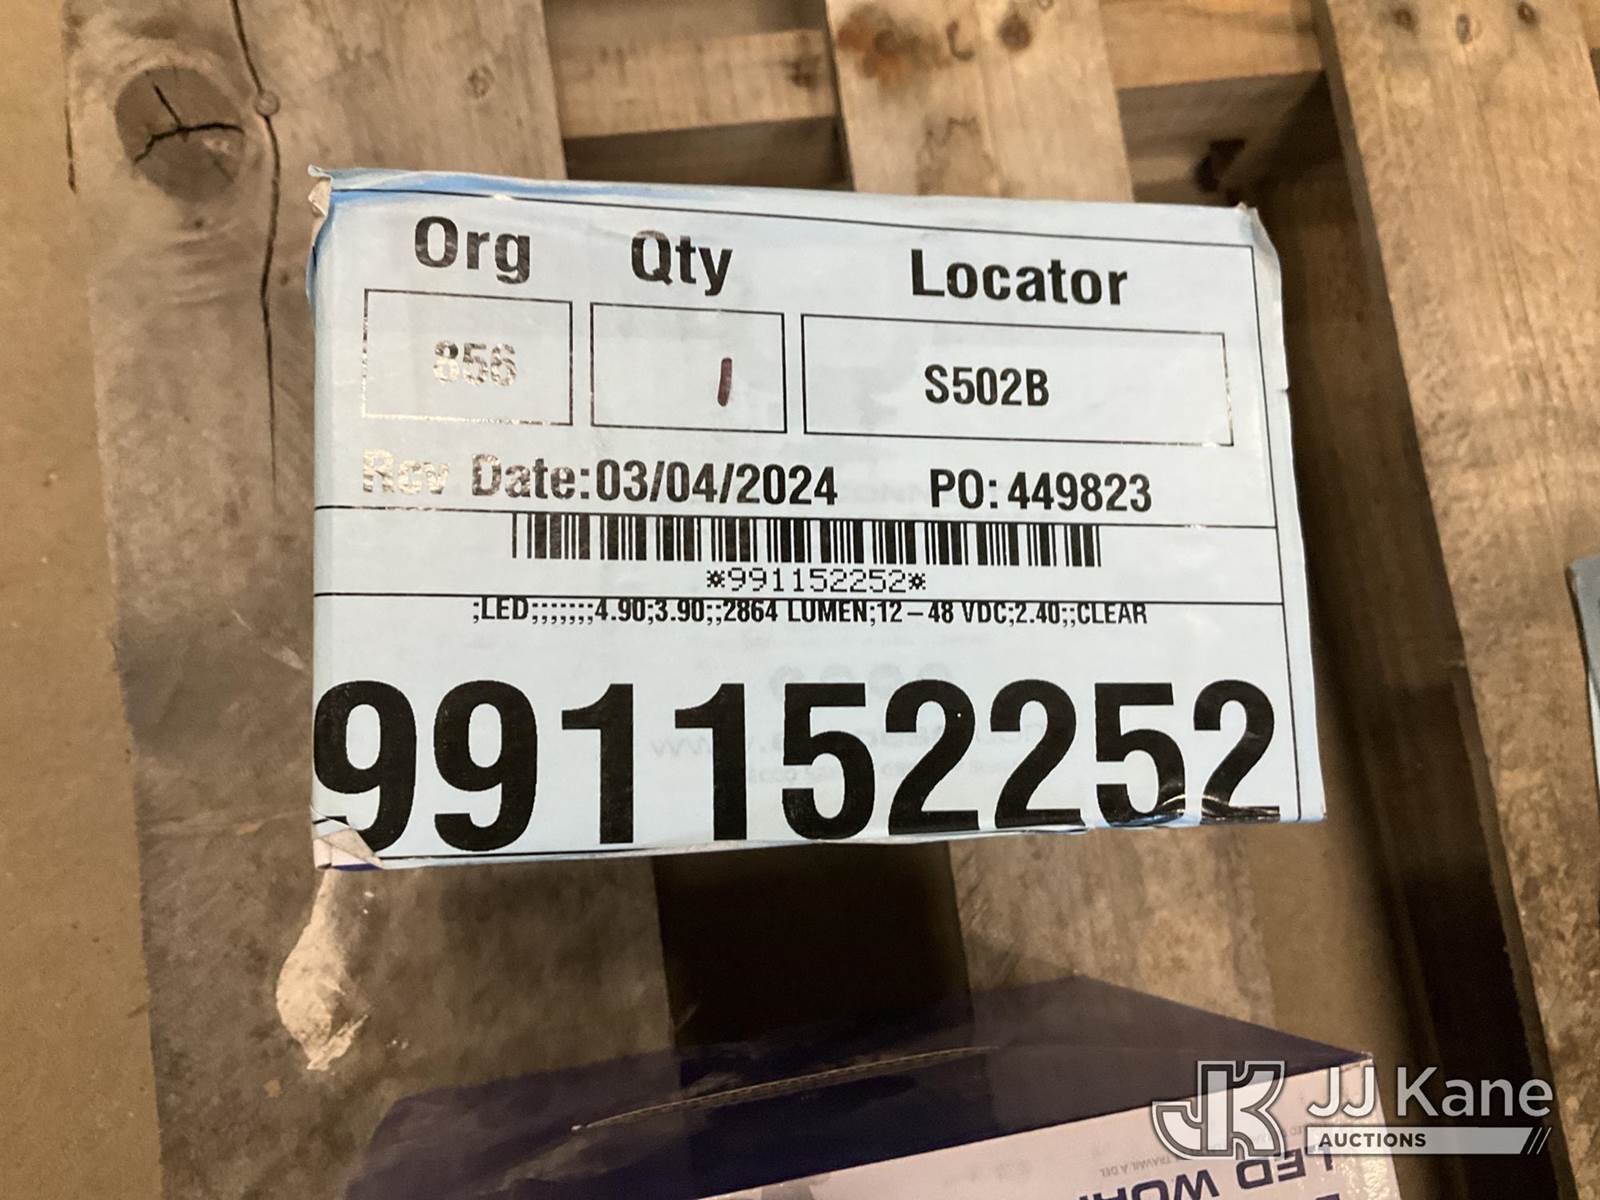 Org Qty Locator
856 1 S502B
Rcv Date:03/04/2024 PO:449823
*991152252*
;LED;;;;;;;4.90;3.90;;2864 LUMEN;12–48 VDC;2.40;;CLEAR
991152252
LED
JJ Kane
AUCTIONS